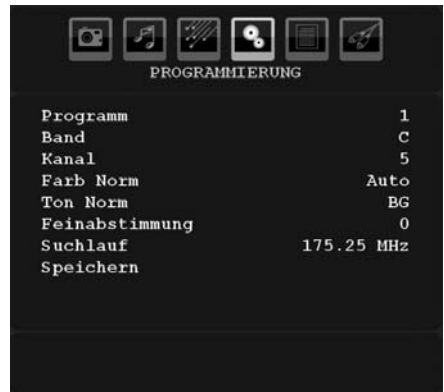 PROGRAMMIERUNG
Programm 1
Band C
Kanal 5
Farb Norm Auto
Ton Norm BG
Feinabstimmung 0
Suchlauf 175.25 MHz
Speichern